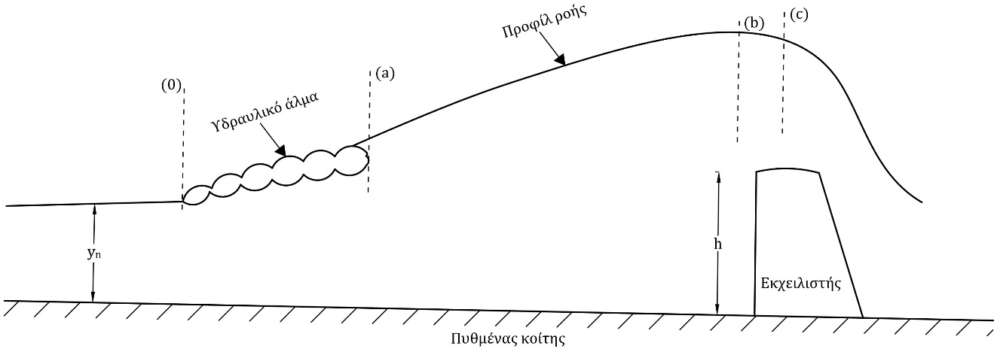 (c)
Προφίλ ροής
(b)
(0)
(a)
Υδραυλικό άλμα
yₙ
h
Εκχειλιστής
Πυθμένας κοίτης